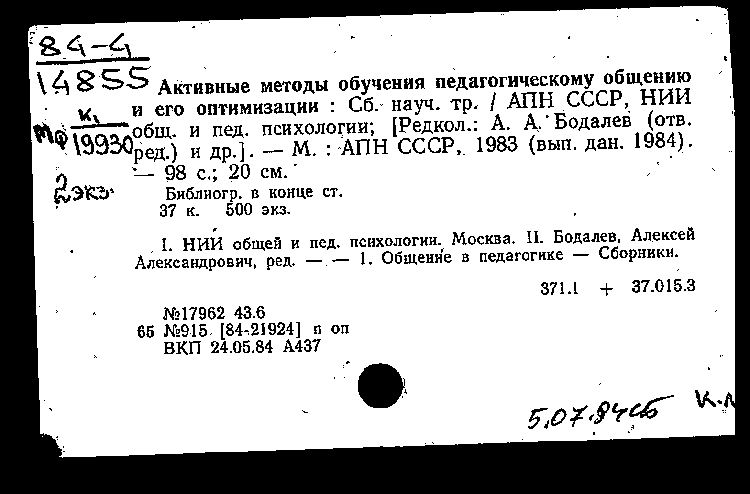 84-4
14855
К1
МФ 19930
2 экз.
Активные методы обучения педагогическому общению
и его оптимизации : Сб. науч. тр. / АПН СССР, НИИ
общ. и пед. психологии; [Редкол.: А. А. Бодалев (отв.
ред.) и др.]. — М. : АПН СССР, 1983 (вып. дан. 1984).
— 98 с.; 20 см.
Библиогр. в конце ст.
37 к. 500 экз.
I. НИИ общей и пед. психологии. Москва. II. Бодалев, Алексей
Александрович, ред. — — 1. Общение в педагогике — Сборники.
371.1 + 37.015.3
№17962 43.6
65 №915 [84-21924] п оп
ВКП 24.05.84 А437
5.07.84сб
К.Л